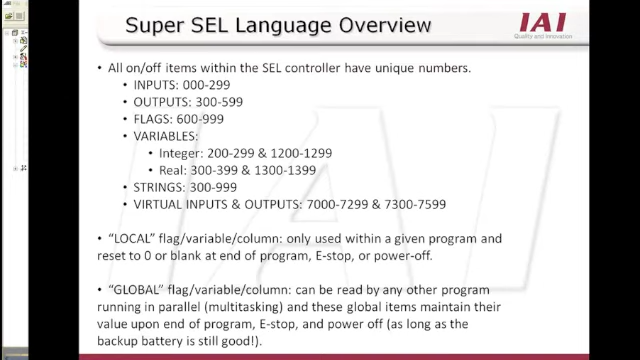 Super SEL Language Overview
IAI
Quality and Innovation
• All on/off items within the SEL controller have unique numbers.
• INPUTS: 000-299
• OUTPUTS: 300-599
• FLAGS: 600-999
• VARIABLES:
• Integer: 200-299 & 1200-1299
• Real: 300-399 & 1300-1399
• STRINGS: 300-999
• VIRTUAL INPUTS & OUTPUTS: 7000-7299 & 7300-7599
• “LOCAL” flag/variable/column: only used within a given program and
reset to 0 or blank at end of program, E-stop, or power-off.
• “GLOBAL” flag/variable/column: can be read by any other program
running in parallel (multitasking) and these global items maintain their
value upon end of program, E-stop, and power off (as long as the
backup battery is still good!).
IAI